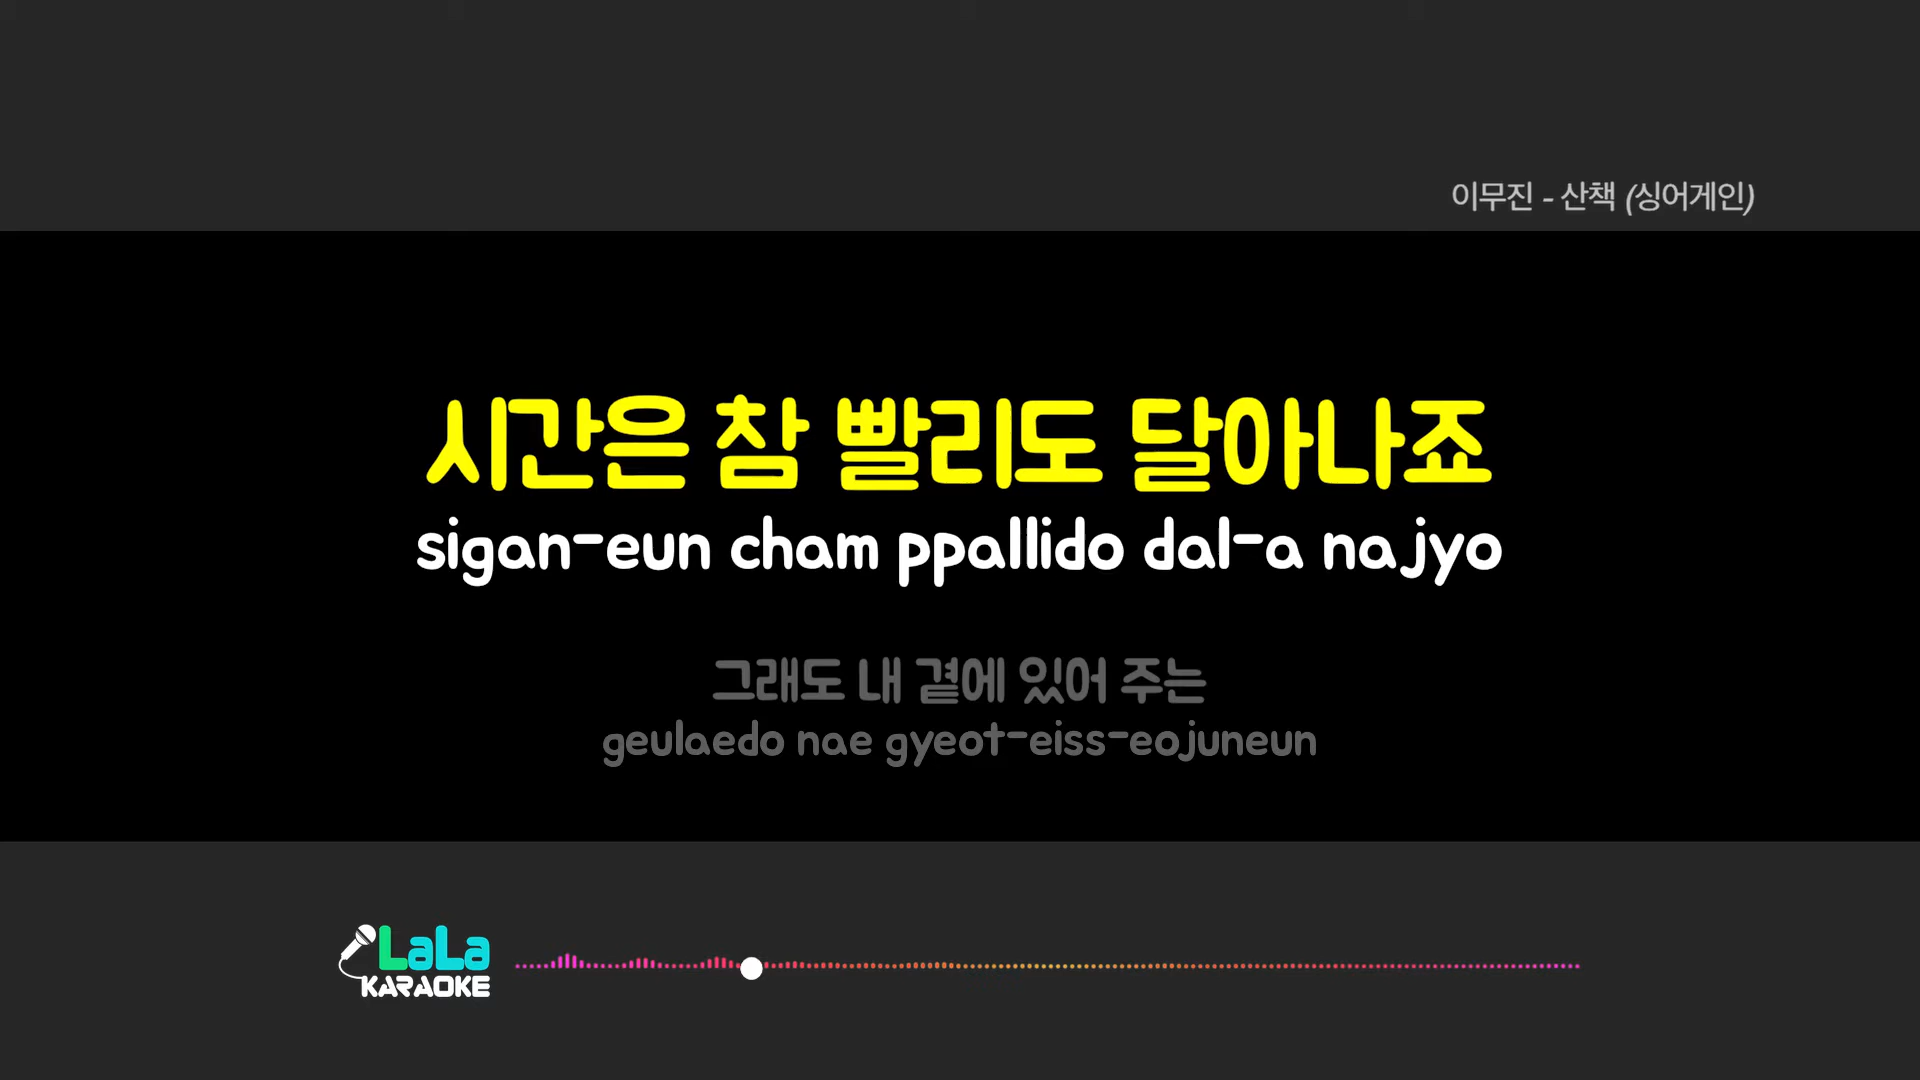 이무진 - 산책 (싱어게인)
시간은 참 빨리도 달아나죠
sigan-eun cham ppallido dal-a najyo
그래도 내 곁에 있어 주는
geulaedo nae gyeot-eiss-eojuneun
LaLa
KARAOKE